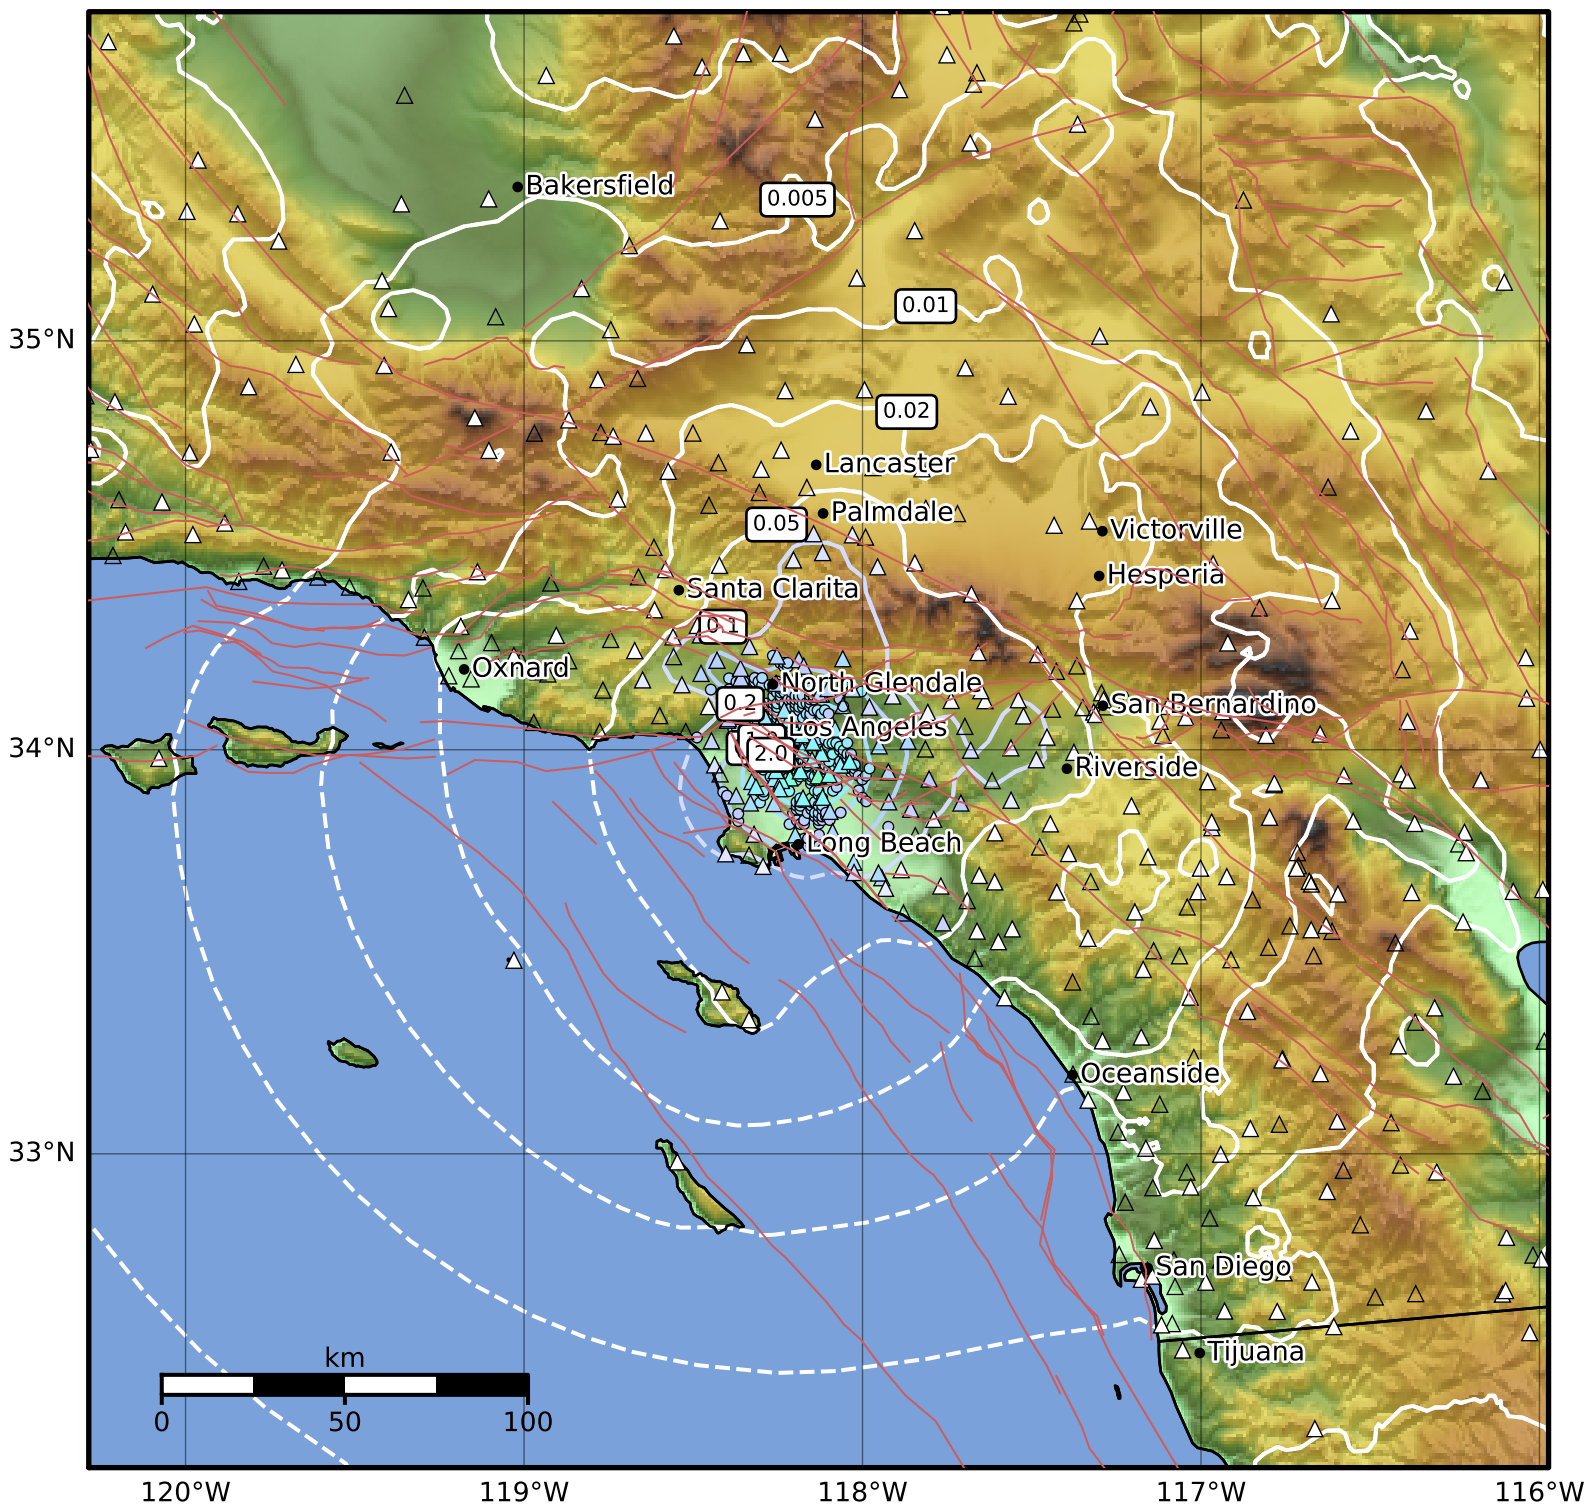 Bakersfield
0.005
0.01
35°N
0.02
Lancaster
0.05
Palmdale
Victorville
Hesperia
Santa Clarita
0.1
Oxnard
North Glendale
0.2
San Bernardino
Los Angeles
34°N
2.0
Riverside
Long Beach
Oceanside
33°N
San Diego
Tijuana
km
0 50 100
120°W 119°W 118°W 117°W 116°W